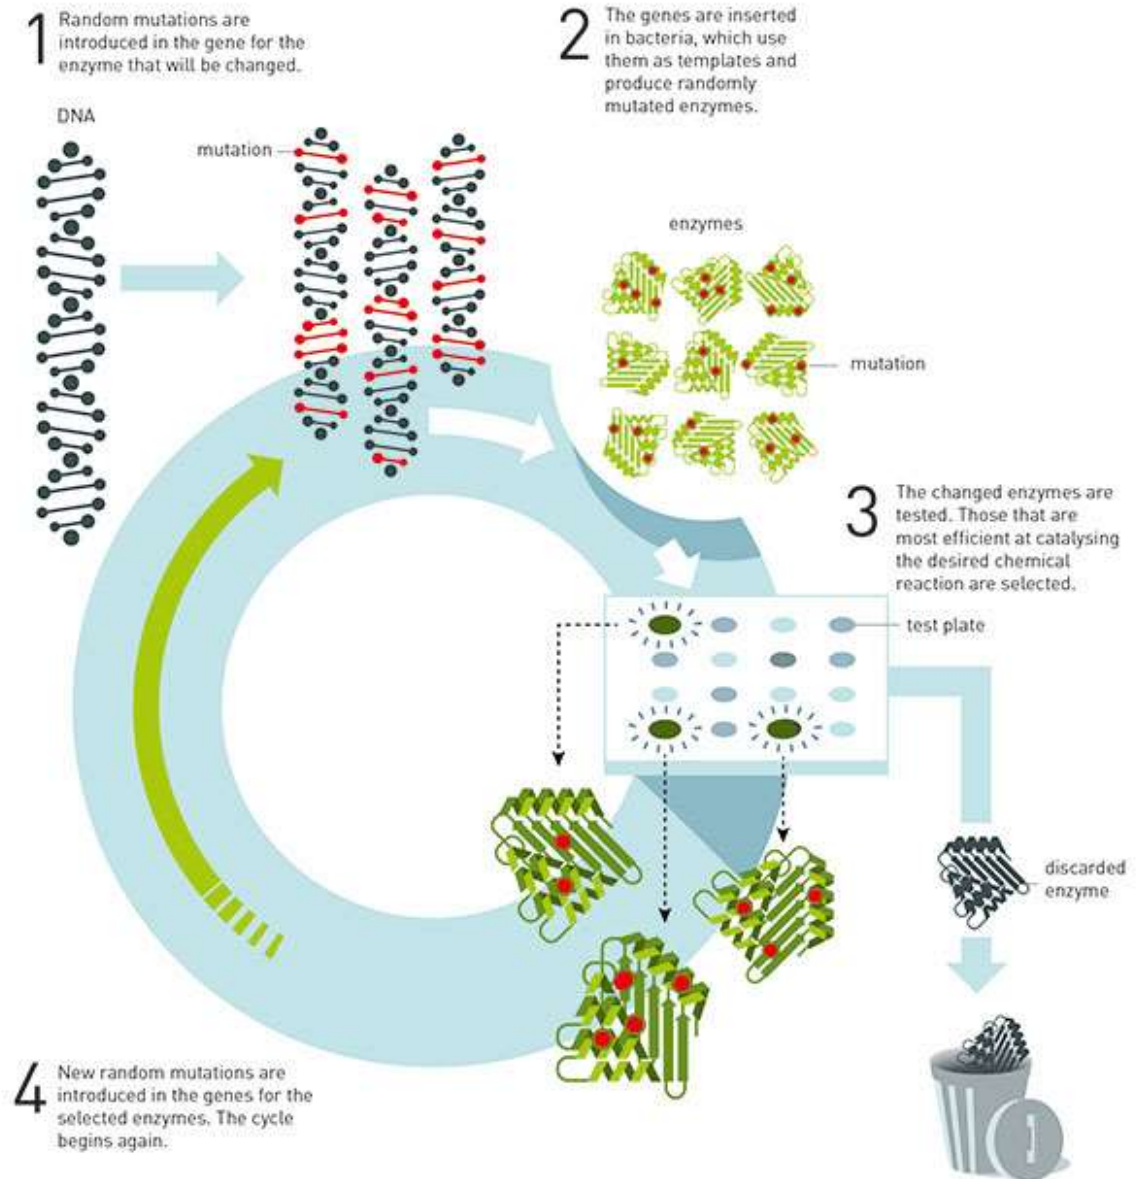 1
Random mutations are
introduced in the gene for the
enzyme that will be changed.
DNA
mutation
2
The genes are inserted
in bacteria, which use
them as templates and
produce randomly
mutated enzymes.
enzymes
mutation
3
The changed enzymes are
tested. Those that are
most efficient at catalysing
the desired chemical
reaction are selected.
test plate
discarded
enzyme
4
New random mutations are
introduced in the genes for the
selected enzymes. The cycle
begins again.